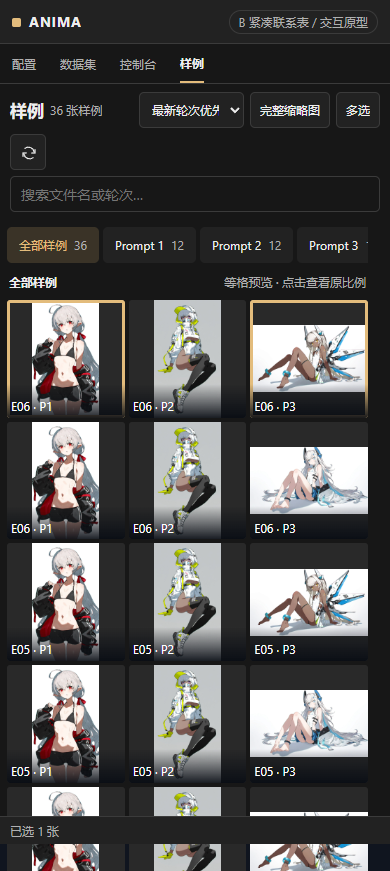 ANIMA
B 紧凑联系表 / 交互原型
配置 数据集 控制台 样例
样例 36 张样例 最新轮次优先 完整缩略图 多选
搜索文件名或轮次...
全部样例 36 Prompt 1 12 Prompt 2 12 Prompt 3
全部样例 等格预览 · 点击查看原比例
E06 · P1 E06 · P2 E06 · P3
E06 · P1 E06 · P2 E06 · P3
E05 · P1 E05 · P2 E05 · P3
E05 · P1 E05 · P2 E05 · P3
已选 1 张